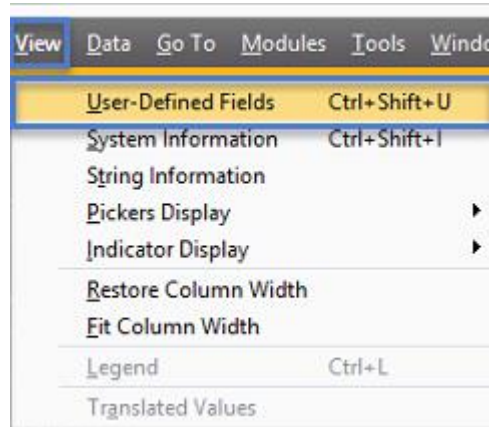 View Data Go To Modules Tools Windo
User-Defined Fields Ctrl+Shift+U
System Information Ctrl+Shift+I
String Information
Pickers Display
Indicator Display
Restore Column Width
Fit Column Width
Legend Ctrl+L
Translated Values